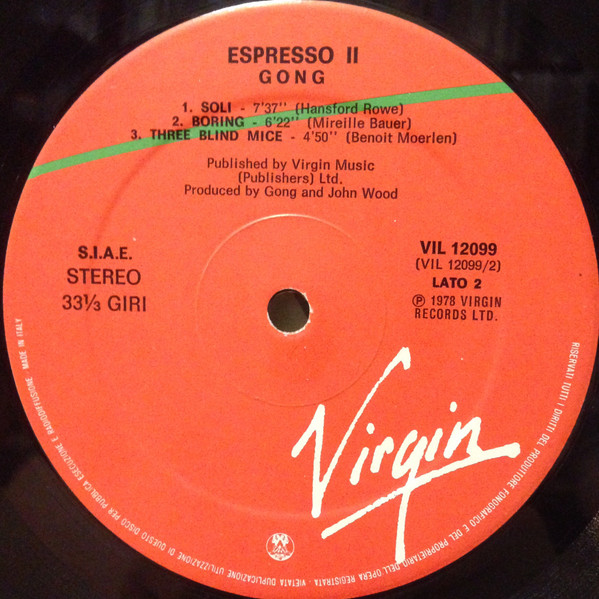 ESPRESSO II
GONG
1. SOLI - 7'37'' (Hansford Rowe)
2. BORING - 6'22'' (Mireille Bauer)
3. THREE BLIND MICE - 4'50'' (Benoit Moerlen)
Published by Virgin Music
(Publishers) Ltd.
Produced by Gong and John Wood
S.I.A.E.
STEREO
33⅓ GIRI
VIL 12099
(VIL 12099/2)
LATO 2
℗ 1978 VIRGIN
RECORDS LTD.
Virgin
RISERVATI TUTTI I DIRITTI DEL PRODUTTORE FONOGRAFICO E DEL PROPRIETARIO DELL'OPERA REGISTRATA - VIETATA DUPLICAZIONE UTILIZZAZIONE DI QUESTO DISCO PER PUBBLICA ESECUZIONE E RADIODIFFUSIONE - MADE IN ITALY